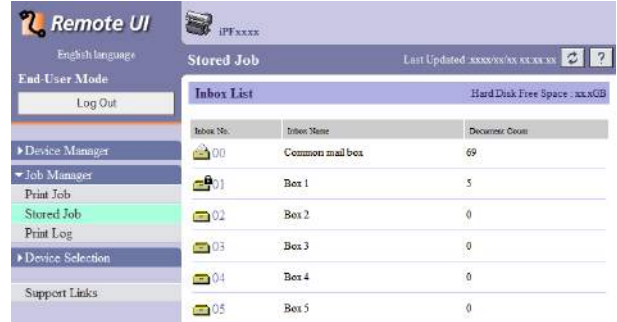 Remote UI
iPFxxxx
English language
Stored Job
Last Updated :xxxx/xx/xx xx:xx:xx
?
End-User Mode
Log Out
Inbox List
Hard Disk Free Space : xx.xGB
Inbox No.
Inbox Name
Document Count
00
Common mail box
69
Device Manager
Job Manager
01
Box 1
5
Print Job
Stored Job
02
Box 2
0
Print Log
03
Box 3
0
Device Selection
04
Box 4
0
Support Links
05
Box 5
0